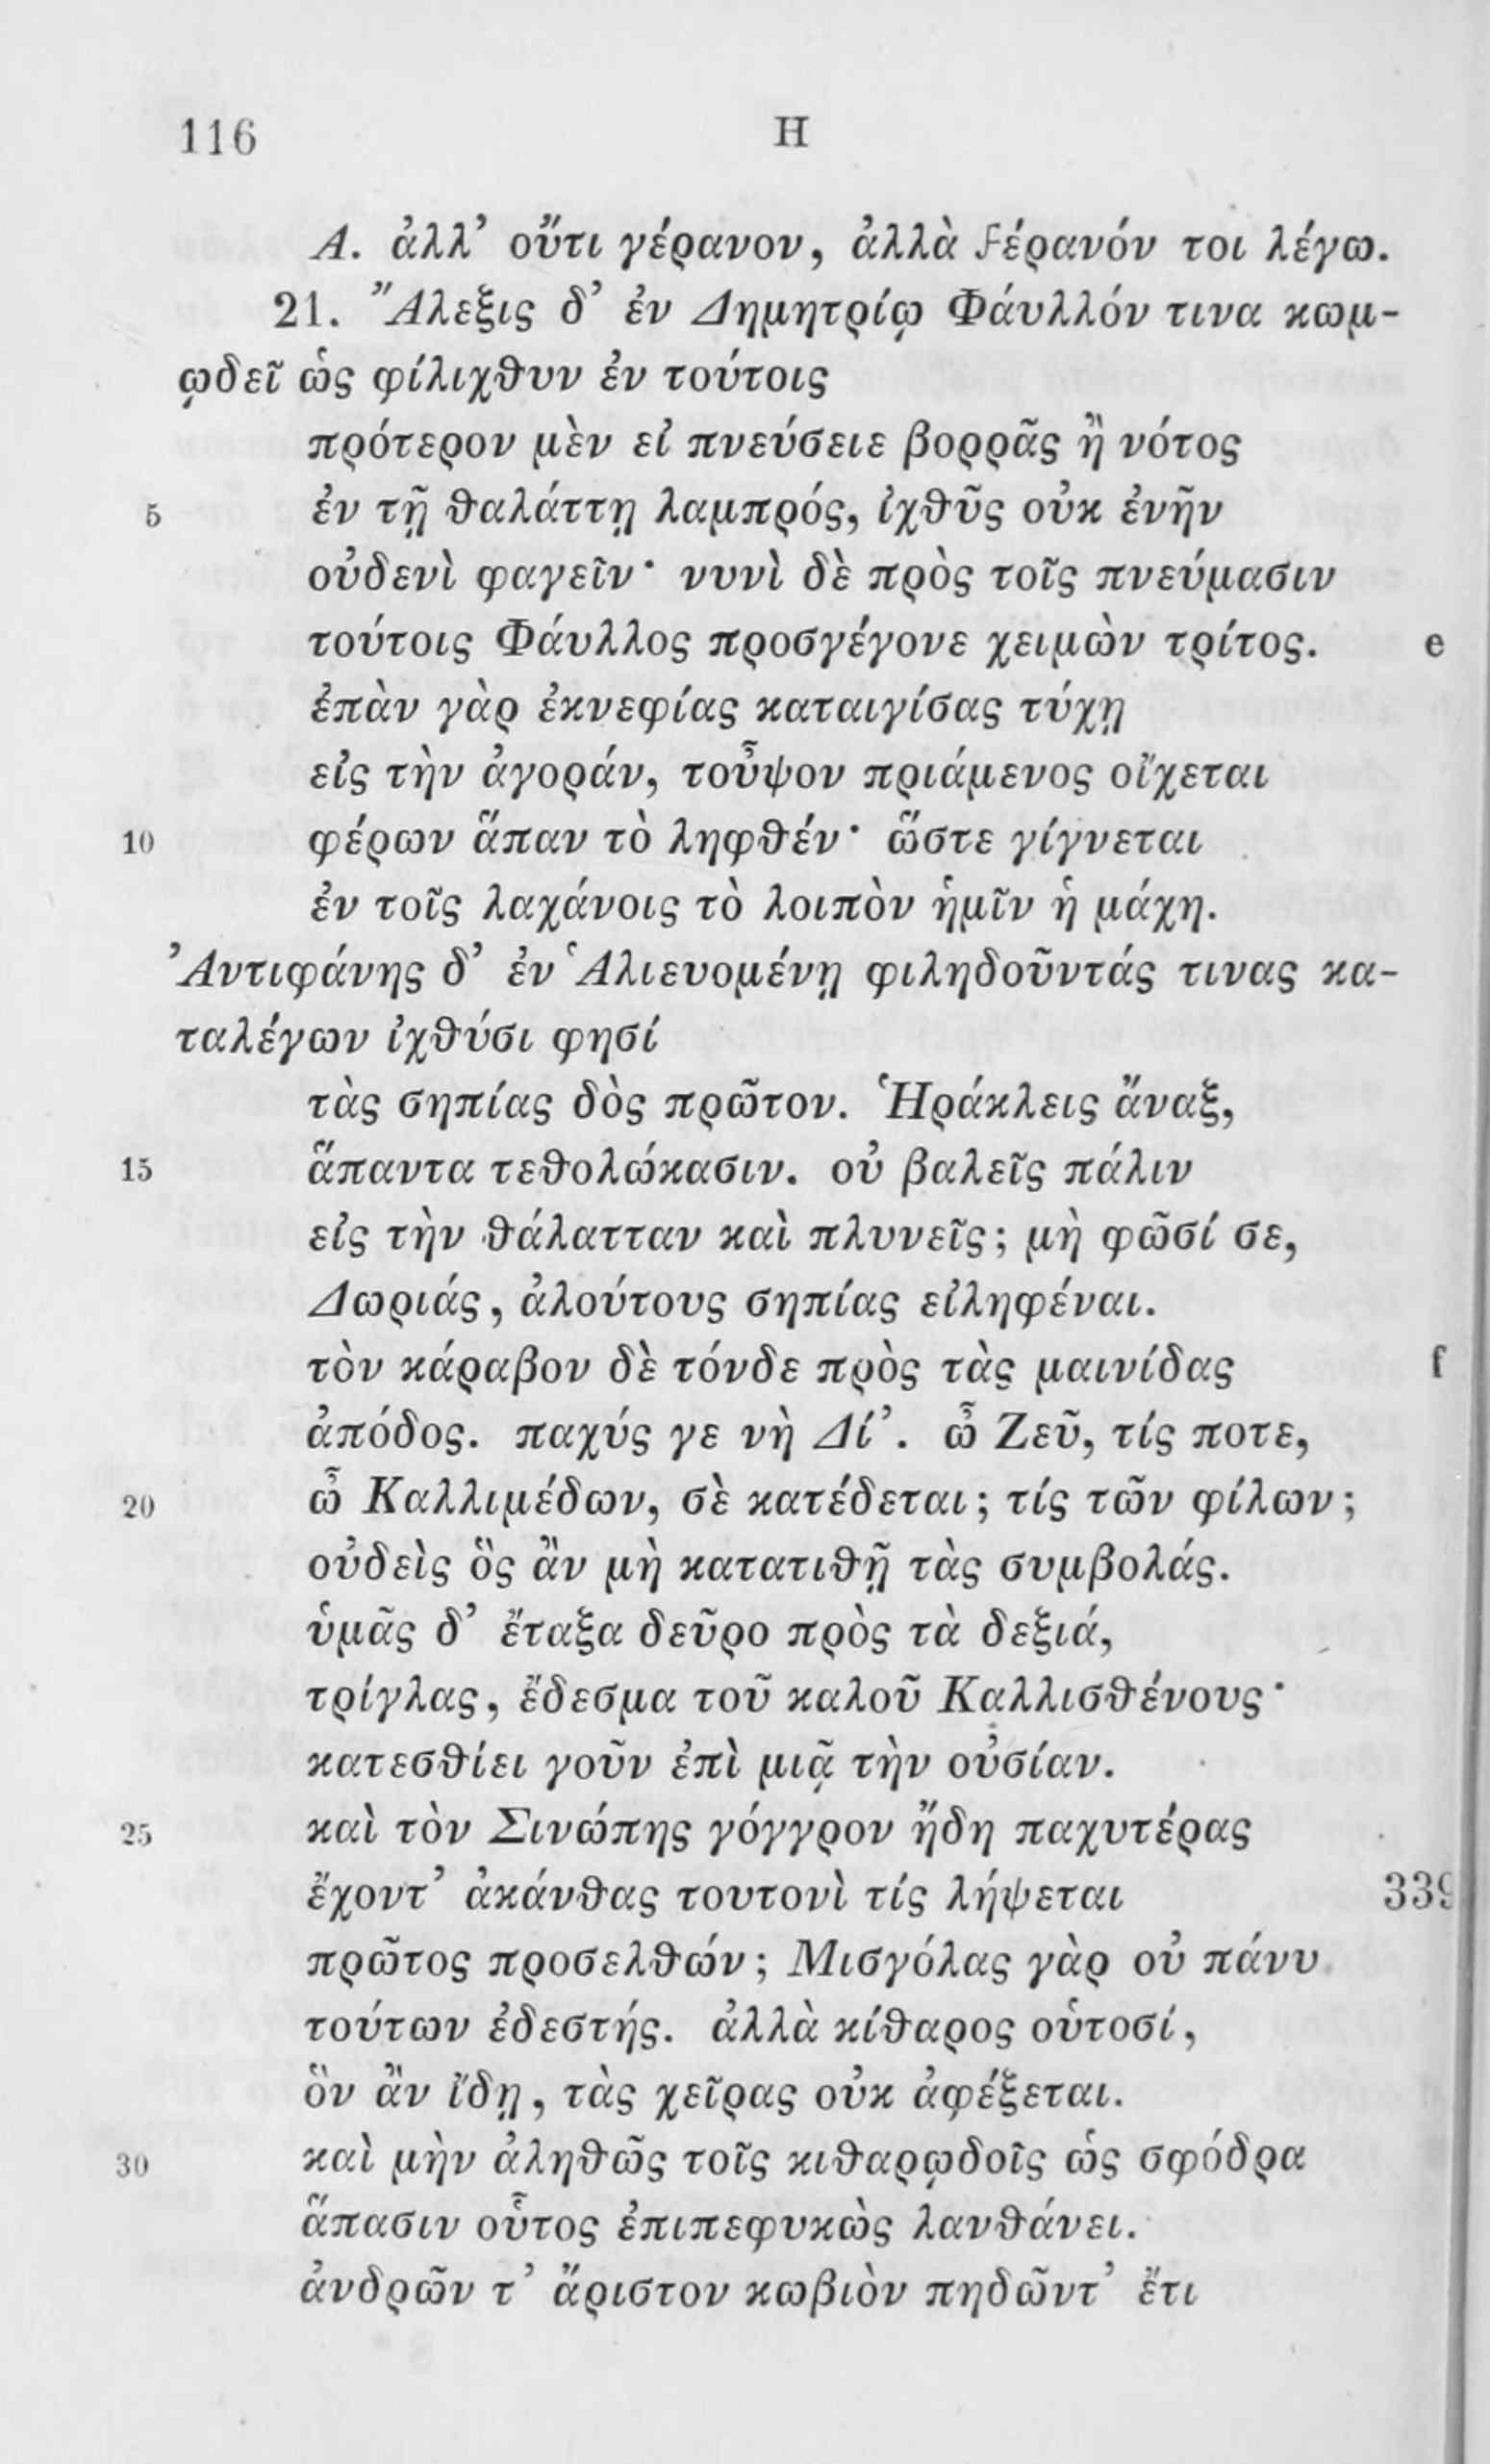 116 H
Α. ἀλλ’ οὔτι γέρανον, ἀλλὰ ϝέρανόν τοι λέγω.
21. Ἄλεξις δ’ ἐν Δημητρίῳ Φάυλλόν τινα κωμ-
ῳδεῖ ὡς φίλιχθυν ἐν τούτοις
πρότερον μὲν εἰ πνεύσειε βορρᾶς ἢ νότος
5 ἐν τῇ θαλάττῃ λαμπρός, ἰχθῦς οὐκ ἐνῆν
οὐδενὶ φαγεῖν· νυνὶ δὲ πρὸς τοῖς πνεύμασιν
τούτοις Φάυλλος προσγέγονε χειμὼν τρίτος. e
ἐπὰν γὰρ ἐκνεφίας καταιγίσας τύχῃ
εἰς τὴν ἀγοράν, τοὖψον πριάμενος οἴχεται
10 φέρων ἅπαν τὸ ληφθέν· ὥστε γίγνεται
ἐν τοῖς λαχάνοις τὸ λοιπὸν ἡμῖν ἡ μάχη.
Ἀντιφάνης δ’ ἐν Ἁλιευομένῃ φιληδοῦντάς τινας κα-
ταλέγων ἰχθύσι φησί
τὰς σηπίας δὸς πρῶτον. Ἡράκλεις ἄναξ,
15 ἅπαντα τεθολώκασιν. οὐ βαλεῖς πάλιν
εἰς τὴν θάλατταν καὶ πλυνεῖς; μὴ φῶσί σε,
Δωριάς, ἀλούτους σηπίας εἰληφέναι.
τὸν κάραβον δὲ τόνδε πρὸς τὰς μαινίδας f
ἀπόδος. παχύς γε νὴ Δί’. ὦ Ζεῦ, τίς ποτε,
20 ὦ Καλλιμέδων, σὲ κατέδεται; τίς τῶν φίλων;
οὐδεὶς ὃς ἂν μὴ κατατιθῇ τὰς συμβολάς.
ὑμᾶς δ’ ἔταξα δεῦρο πρὸς τὰ δεξιά,
τρίγλας, ἔδεσμα τοῦ καλοῦ Καλλισθένους·
κατεσθίει γοῦν ἐπὶ μιᾷ τὴν οὐσίαν.
25 καὶ τὸν Σινώπης γόγγρον ἤδη παχυτέρας
ἔχοντ’ ἀκάνθας τουτονὶ τίς λήψεται 339
πρῶτος προσελθών; Μισγόλας γὰρ οὐ πάνυ
τούτων ἐδεστής. ἀλλὰ κίθαρος οὑτοσί,
ὃν ἂν ἴδῃ, τὰς χεῖρας οὐκ ἀφέξεται.
30 καὶ μὴν ἀληθῶς τοῖς κιθαρῳδοῖς ὡς σφόδρα
ἅπασιν οὗτος ἐπιπεφυκὼς λανθάνει.
ἀνδρῶν τ’ ἄριστον κωβιὸν πηδῶντ’ ἔτι